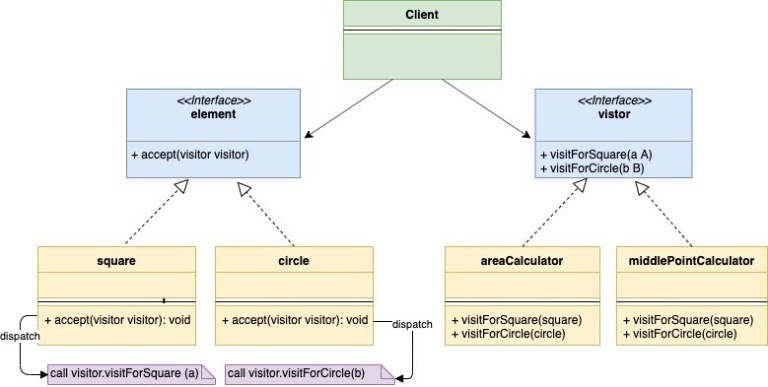 Client
<<Interface>>
element
+ accept(visitor visitor)
<<Interface>>
vistor
+ visitForSquare(a A)
+ visitForCircle(b B)
square
+ accept(visitor visitor): void
circle
+ accept(visitor visitor): void
areaCalculator
+ visitForSquare(square)
+ visitForCircle(circle)
middlePointCalculator
+ visitForSquare(square)
+ visitForCircle(circle)
dispatch
dispatch
call visitor.visitForSquare (a)
call visitor.visitForCircle(b)